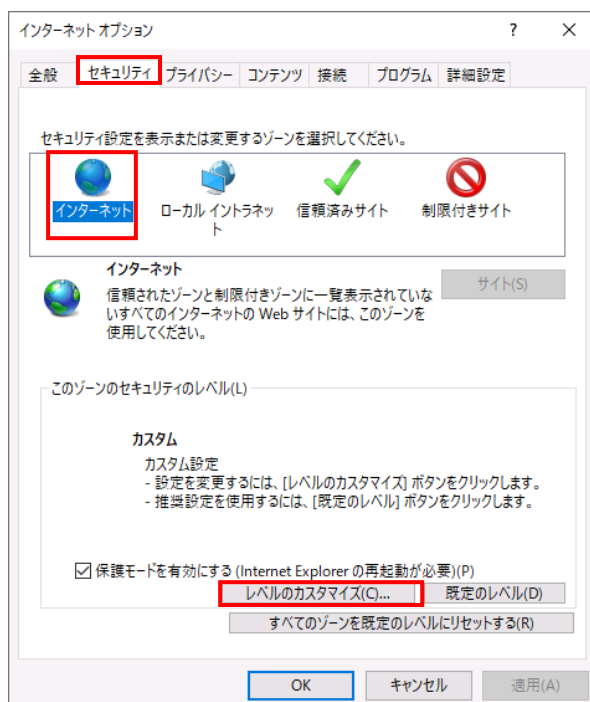 インターネット オプション ? ×
全般 セキュリティ プライバシー コンテンツ 接続 プログラム 詳細設定
セキュリティ設定を表示または変更するゾーンを選択してください。
インターネット
ローカル イントラネッ
ト
信頼済みサイト
制限付きサイト
インターネット
信頼されたゾーンと制限付きゾーンに一覧表示されていな
いすべてのインターネットの Web サイトには、このゾーンを
使用してください。
サイト(S)
このゾーンのセキュリティのレベル(L)
カスタム
カスタム設定
- 設定を変更するには、[レベルのカスタマイズ] ボタンをクリックします。
- 推奨設定を使用するには、[既定のレベル] ボタンをクリックします。
保護モードを有効にする (Internet Explorer の再起動が必要)(P)
レベルのカスタマイズ(C)... 既定のレベル(D)
すべてのゾーンを既定のレベルにリセットする(R)
OK キャンセル 適用(A)